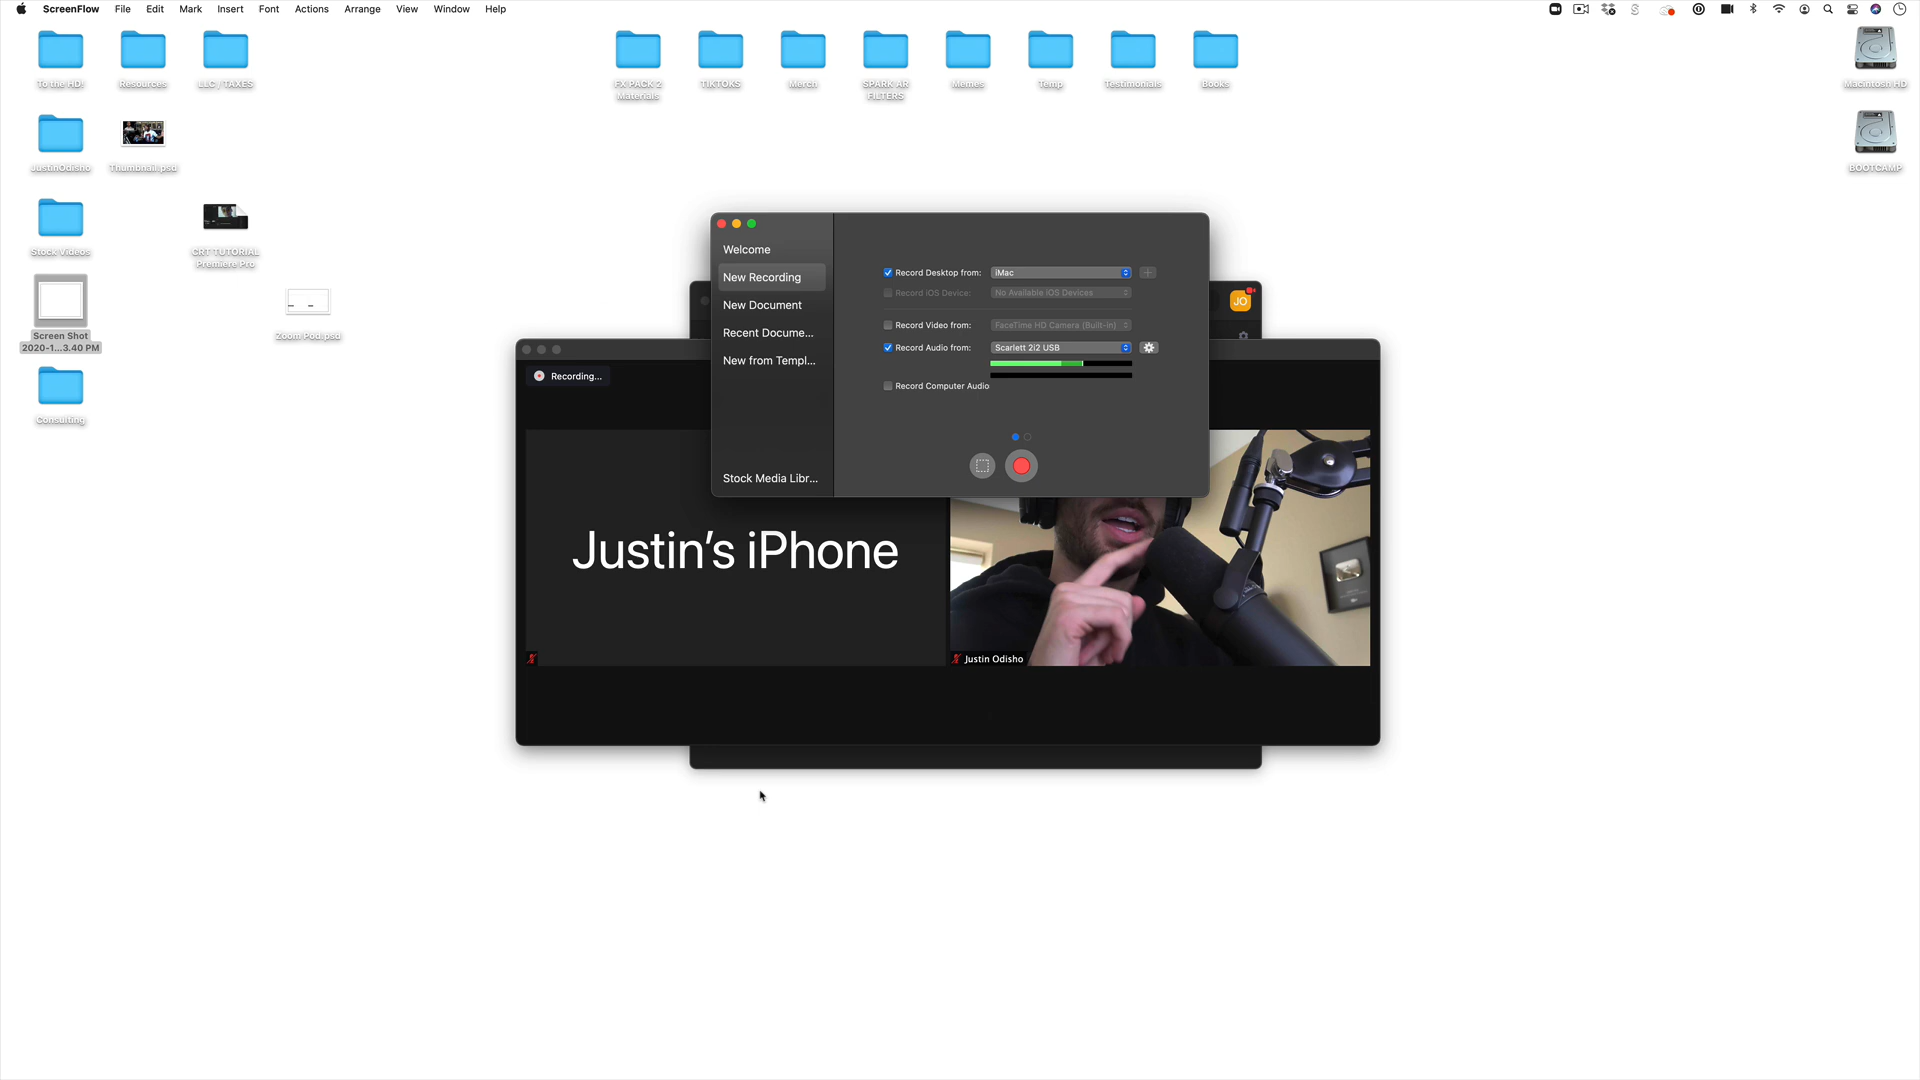 ScreenFlow File Edit Mark Insert Font Actions Arrange View Window Help
To the HD!
Resources
LLC / TAXES
FX PACK 2
Materials
TIKTOKS
Merch
SPARK AR
FILTERS
Memes
Temp
Testimonials
Books
Macintosh HD
JustinOdisho
Thumbnail.psd
BOOTCAMP
Stock Videos
CRT TUTORIAL
Premiere Pro
Screen Shot
2020-1...3.40 PM
Zoom Pod.psd
Consulting
Welcome
New Recording
New Document
Recent Docume...
New from Templ...
Stock Media Libr...
Record Desktop from: iMac
Record iOS Device: No Available iOS Devices
Record Video from: FaceTime HD Camera (Built-in)
Record Audio from: Scarlett 2i2 USB
Record Computer Audio
JO
Recording...
Justin's iPhone
Justin Odisho